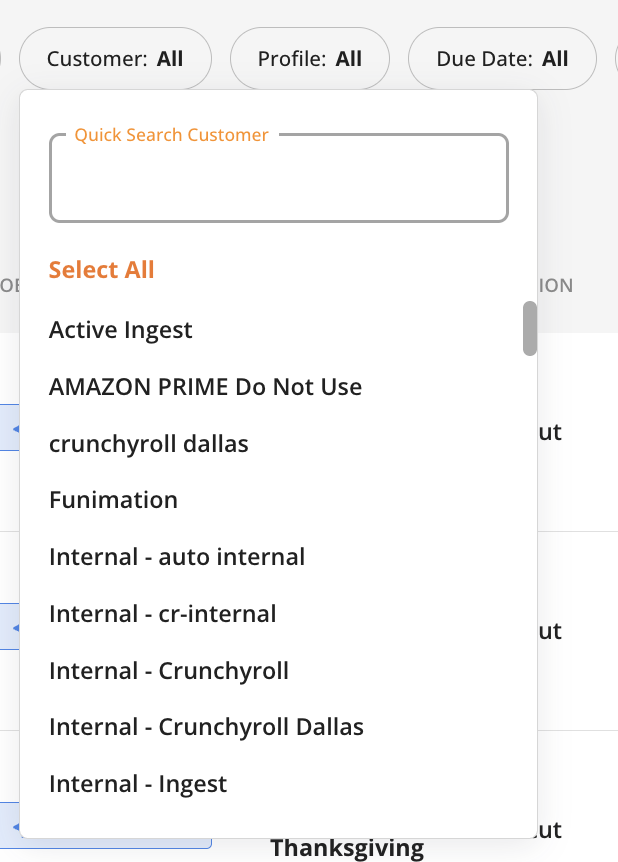 Customer: All
Profile: All
Due Date: All
Quick Search Customer
Select All
ION
Active Ingest
AMAZON PRIME Do Not Use
crunchyroll dallas
ut
Funimation
Internal - auto internal
Internal - cr-internal
ut
Internal - Crunchyroll
Internal - Crunchyroll Dallas
Internal - Ingest
ut
Thanksgiving